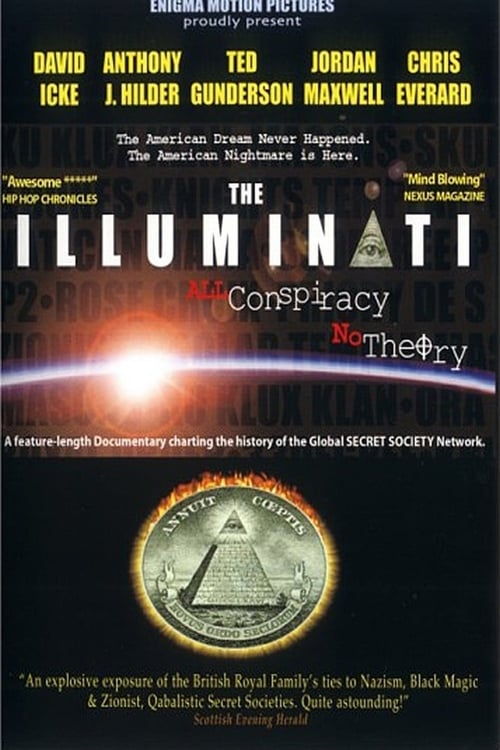 ENIGMA MOTION PICTURES
proudly present
DAVID ANTHONY TED JORDAN CHRIS
ICKE J. HILDER GUNDERSON MAXWELL EVERARD
The American Dream Never Happened.
The American Nightmare is Here.
"Awesome *****"
HIP HOP CHRONICLES
"Mind Blowing"
NEXUS MAGAZINE
THE
ILLUMINATI
ALL Conspiracy
No Theory
A feature-length Documentary charting the history of the Global SECRET SOCIETY Network.
ANNUIT CŒPTIS
NOVUS ORDO SECLORUM
"An explosive exposure of the British Royal Family's ties to Nazism, Black Magic
& Zionist, Qabalistic Secret Societies. Quite astounding!"
Scottish Evening Herald